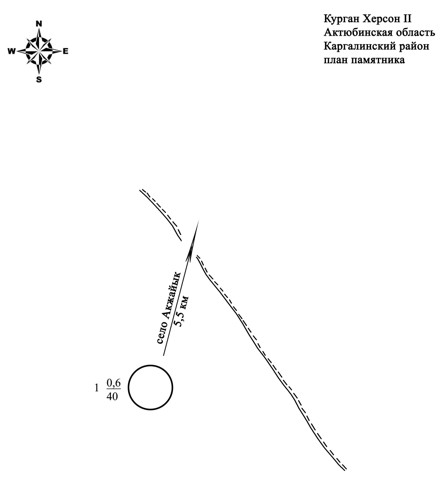 Курган Херсон II
Актюбинская область
Каргалинский район
план памятника
N
W E
S
село Акжайык
5,5 км
1 0,6
40